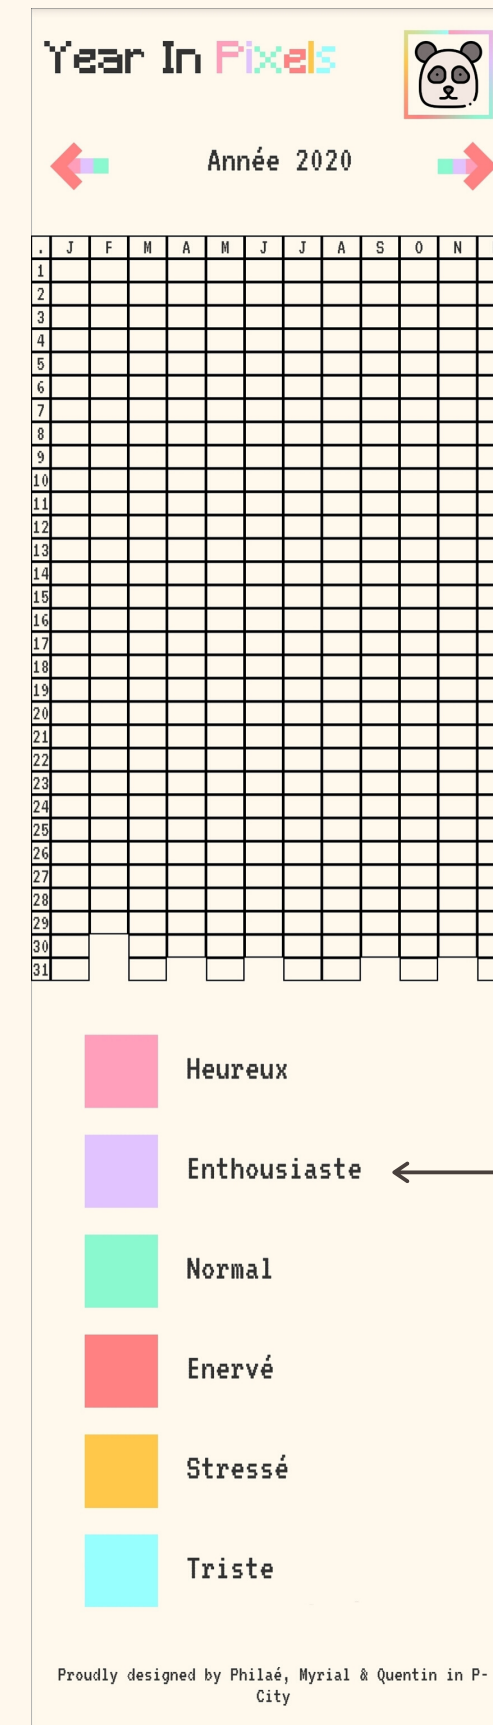 Year In Pixels
Année 2020
. J F M A M J J A S O N
1
2
3
4
5
6
7
8
9
10
11
12
13
14
15
16
17
18
19
20
21
22
23
24
25
26
27
28
29
30
31
Heureux
Enthousiaste
Normal
Enervé
Stressé
Triste
Proudly designed by Philaé, Myrial & Quentin in P-
City